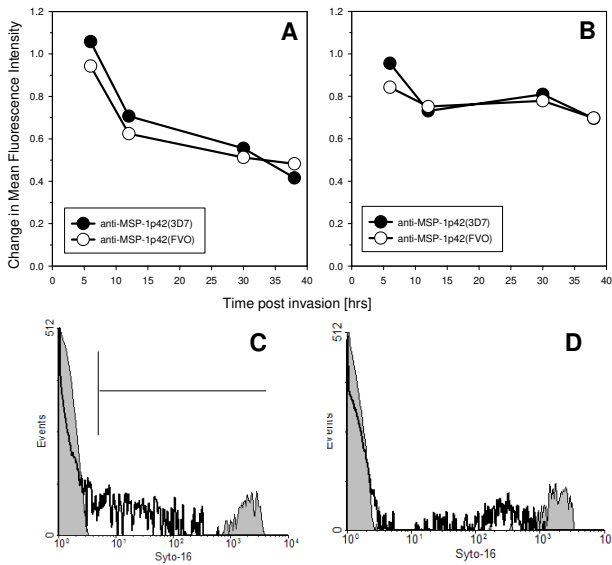 Change in Mean Fluorescence Intensity
1.2
1.0
0.8
0.6
0.4
0.2
0.0
A
anti-MSP-1p42(3D7)
anti-MSP-1p42(FVO)
0 5 10 15 20 25 30 35 40
1.2
1.0
0.8
0.6
0.4
0.2
0.0
B
anti-MSP-1p42(3D7)
anti-MSP-1p42(FVO)
0 5 10 15 20 25 30 35 40
Time post invasion [hrs]
512
C
Events
0
10⁰ 10¹ 10² 10³ 10⁴
Syto-16
512
D
Events
0
10⁰ 10¹ 10² 10³ 10
Syto-16